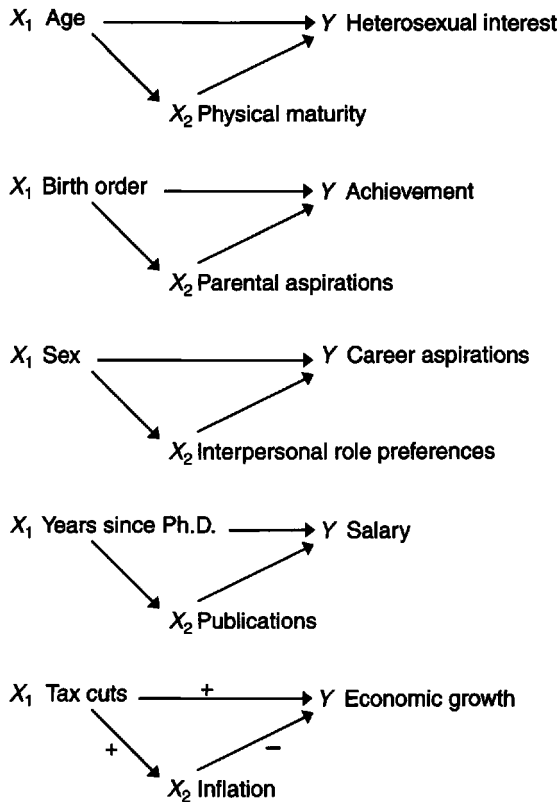 X₁ Age Y Heterosexual interest
X₂ Physical maturity
X₁ Birth order Y Achievement
X₂ Parental aspirations
X₁ Sex Y Career aspirations
X₂ Interpersonal role preferences
X₁ Years since Ph.D. Y Salary
X₂ Publications
X₁ Tax cuts + Y Economic growth
+ −
X₂ Inflation